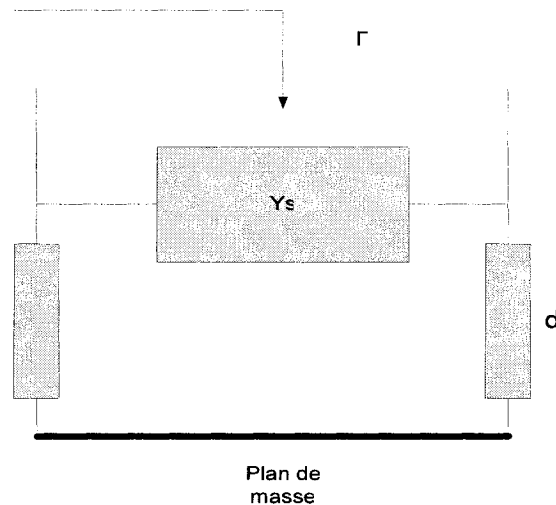 Γ
Ys
d
Plan de
masse